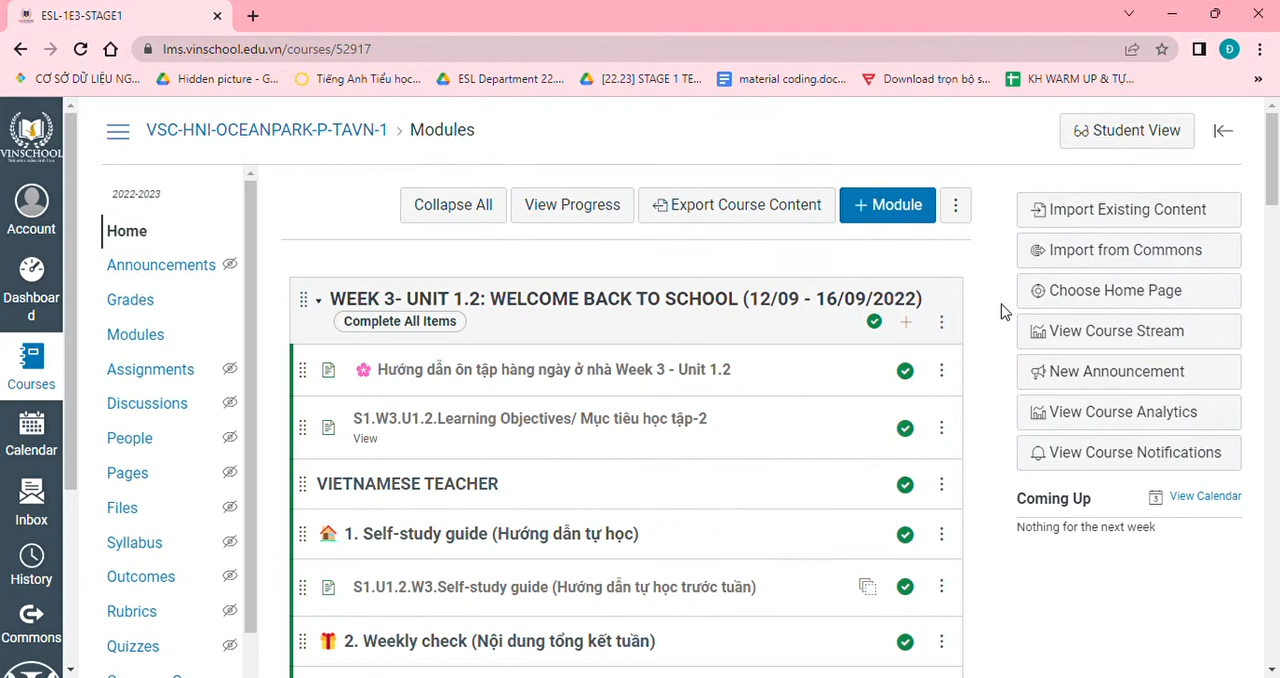 ESL-1E3-STAGE1
lms.vinschool.edu.vn/courses/52917
Đ
CƠ SỞ DỮ LIỆU NG...
Hidden picture - G...
Tiếng Anh Tiểu học...
ESL Department 22....
[22.23] STAGE 1 TE...
material coding.doc...
Download trọn bộ s...
KH WARM UP & TỰ...
»
VINSCHOOL
Account
Dashboar
d
Courses
Calendar
Inbox
History
Commons
VSC-HNI-OCEANPARK-P-TAVN-1 › Modules
Student View
2022-2023
Home
Announcements
Grades
Modules
Assignments
Discussions
People
Pages
Files
Syllabus
Outcomes
Rubrics
Quizzes
Collapse All
View Progress
Export Course Content
+ Module
WEEK 3- UNIT 1.2: WELCOME BACK TO SCHOOL (12/09 - 16/09/2022)
Complete All Items
Hướng dẫn ôn tập hàng ngày ở nhà Week 3 - Unit 1.2
S1.W3.U1.2.Learning Objectives/ Mục tiêu học tập-2
View
VIETNAMESE TEACHER
1. Self-study guide (Hướng dẫn tự học)
S1.U1.2.W3.Self-study guide (Hướng dẫn tự học trước tuần)
2. Weekly check (Nội dung tổng kết tuần)
Import Existing Content
Import from Commons
Choose Home Page
View Course Stream
New Announcement
View Course Analytics
View Course Notifications
Coming Up
3 View Calendar
Nothing for the next week